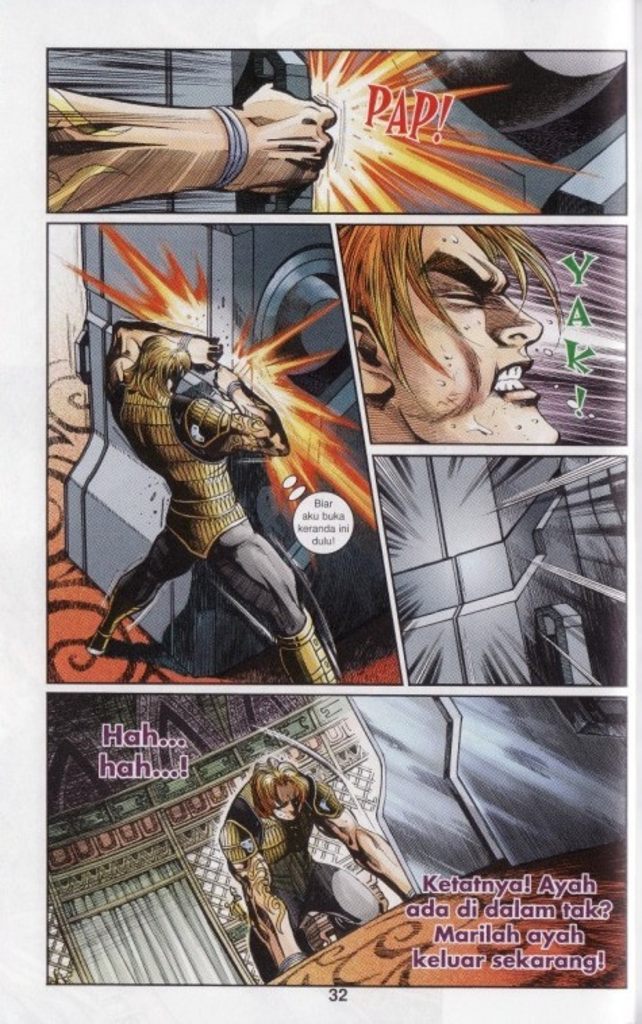 PAP!
YAK!
Biar
aku buka
keranda ini
dulu!
Hah...
hah...!
Ketatnya! Ayah
ada di dalam tak?
Marilah ayah
keluar sekarang!
32